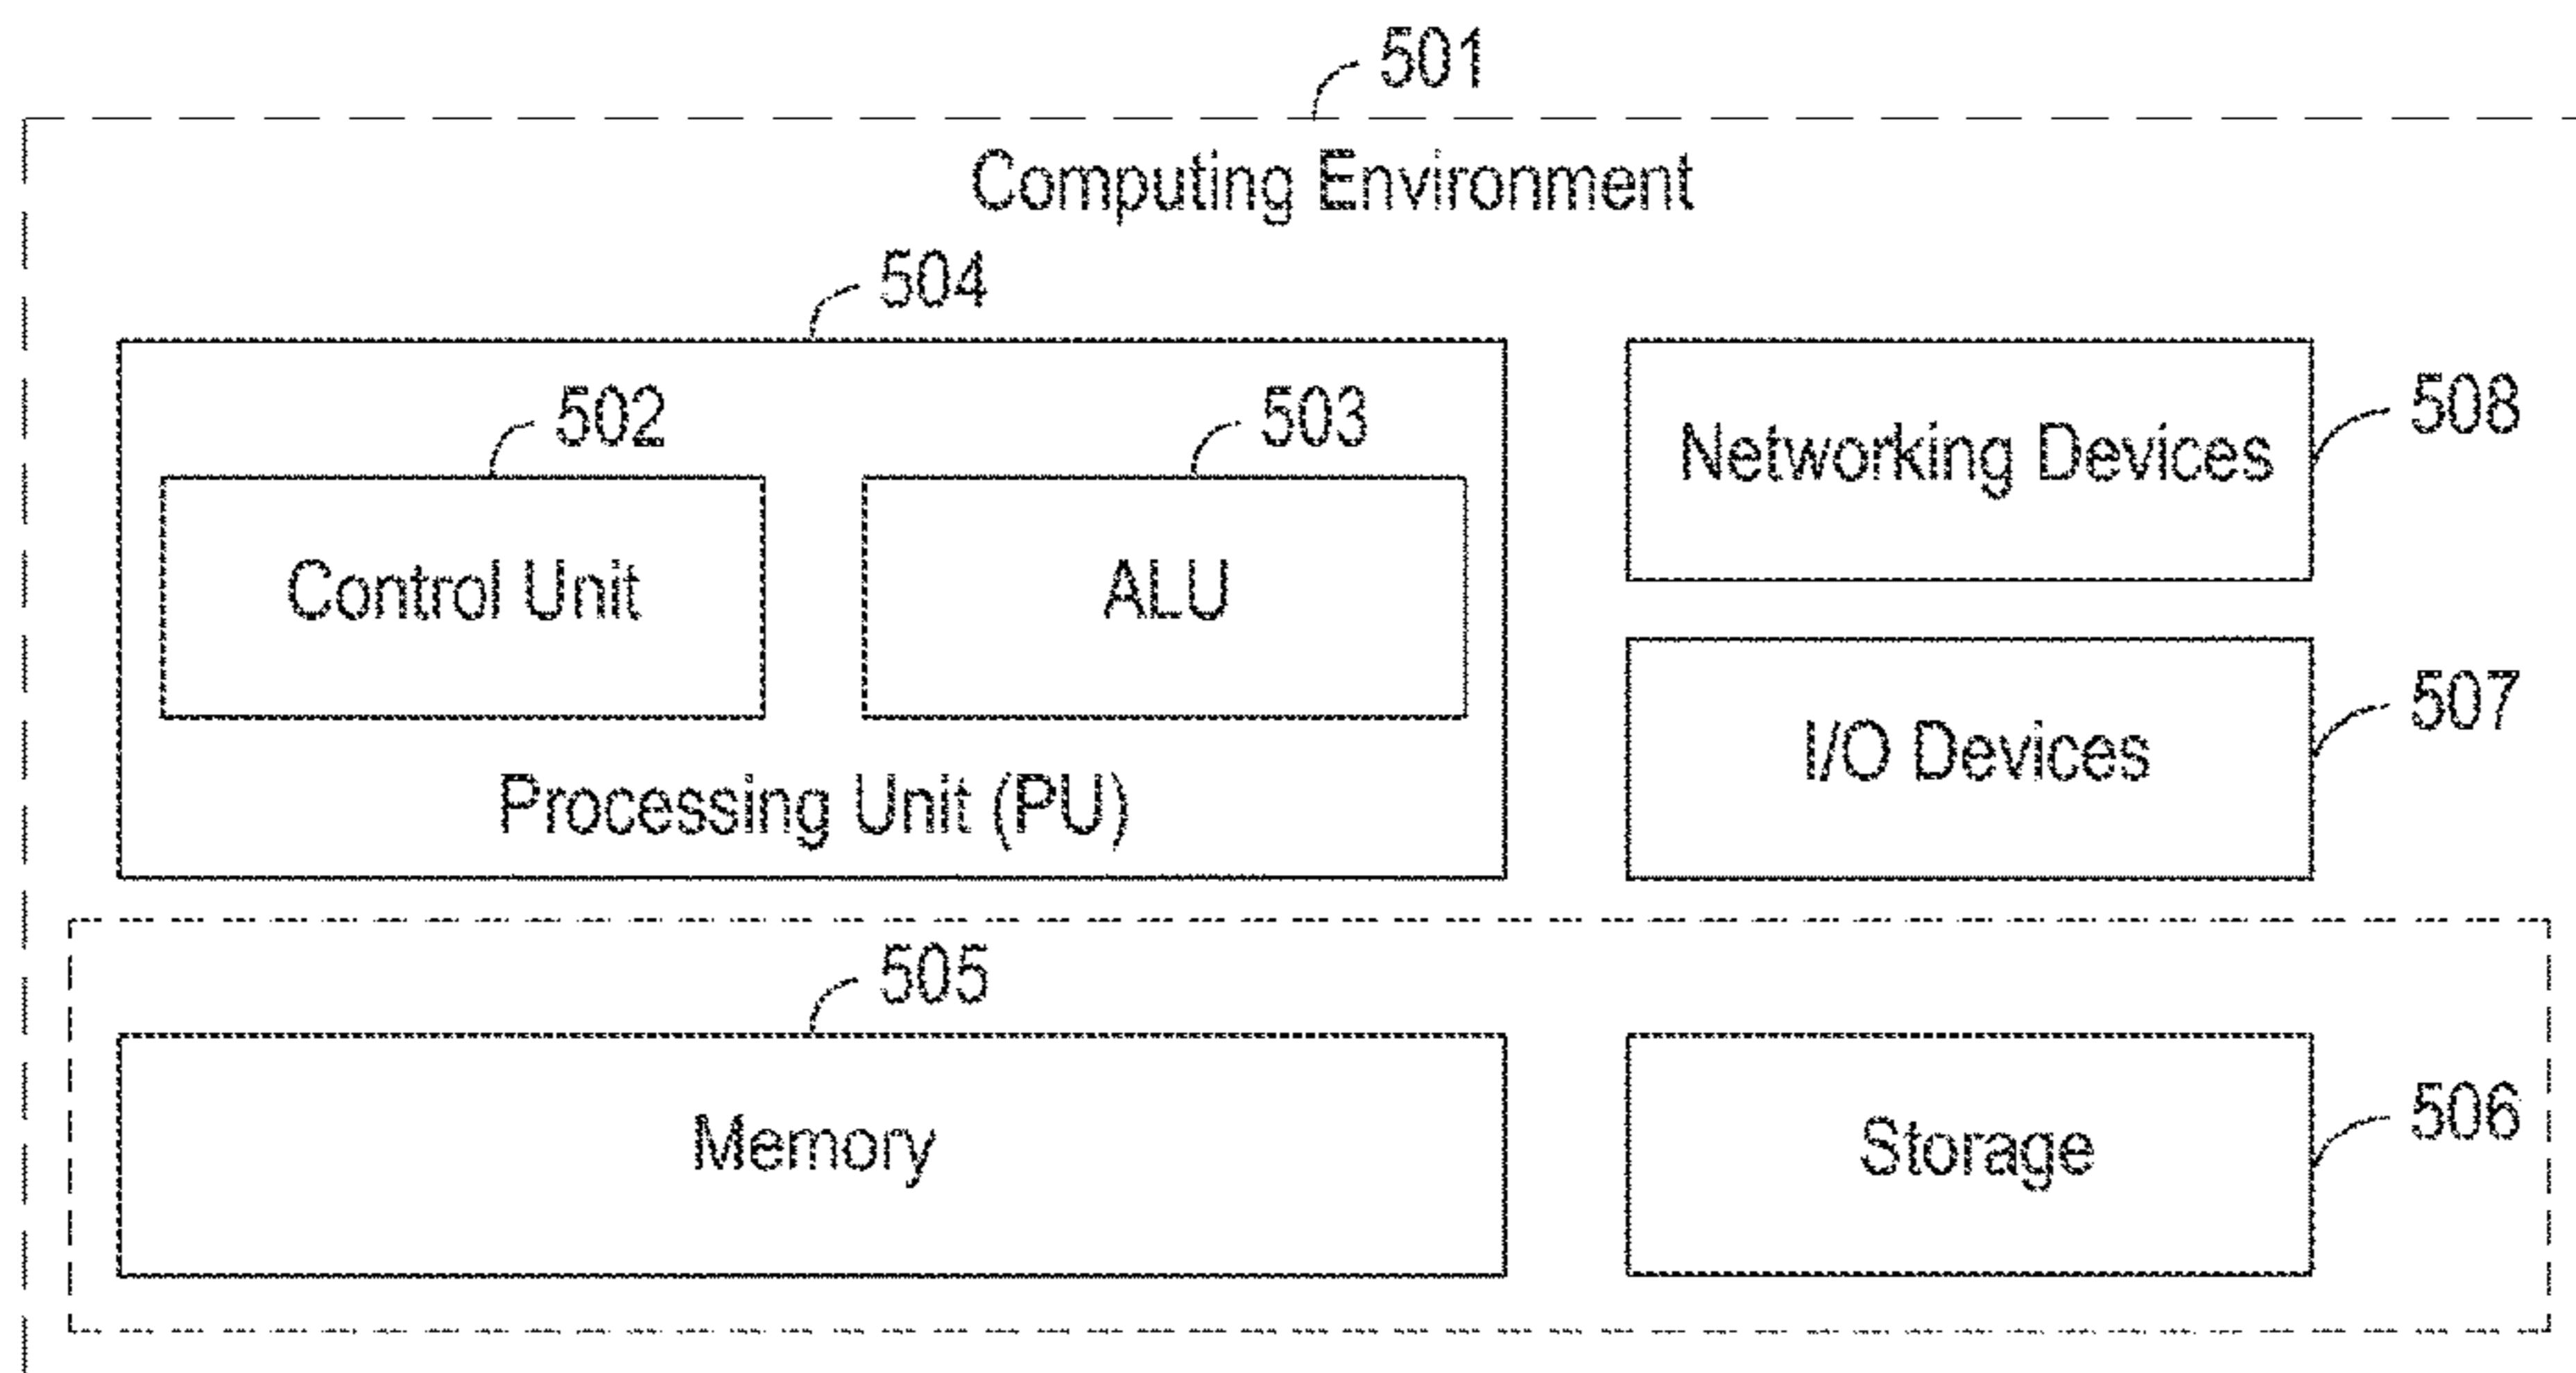 501
Computing Environment
504
502
503
508
Networking Devices
Control Unit
ALU
507
I/O Devices
Processing Unit (PU)
505
506
Memory
Storage